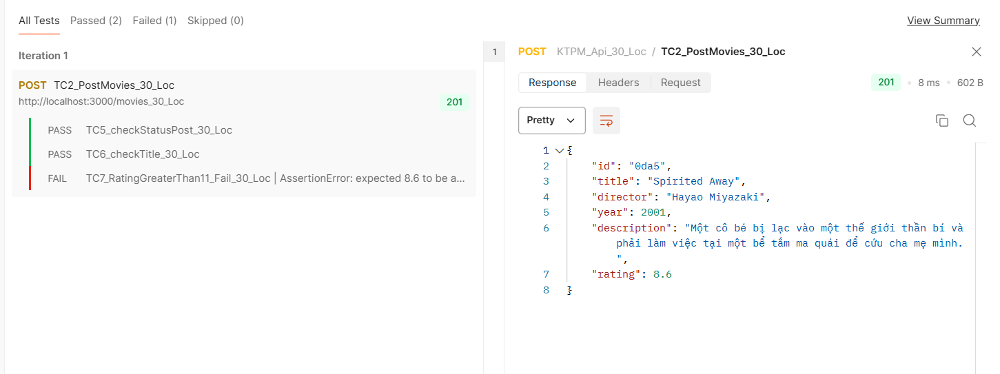 All Tests Passed (2) Failed (1) Skipped (0)
View Summary
Iteration 1
POST TC2_PostMovies_30_Loc
http://localhost:3000/movies_30_Loc
201
PASS TC5_checkStatusPost_30_Loc
PASS TC6_checkTitle_30_Loc
FAIL TC7_RatingGreaterThan11_Fail_30_Loc | AssertionError: expected 8.6 to be a...
1
POST KTPM_Api_30_Loc / TC2_PostMovies_30_Loc
Response Headers Request
201 • 8 ms • 602 B
Pretty
1 {
2 "id": "0da5",
3 "title": "Spirited Away",
4 "director": "Hayao Miyazaki",
5 "year": 2001,
6 "description": "Một cô bé bị lạc vào một thế giới thần bí và
phải làm việc tại một bể tắm ma quái để cứu cha mẹ mình.
",
7 "rating": 8.6
8 }